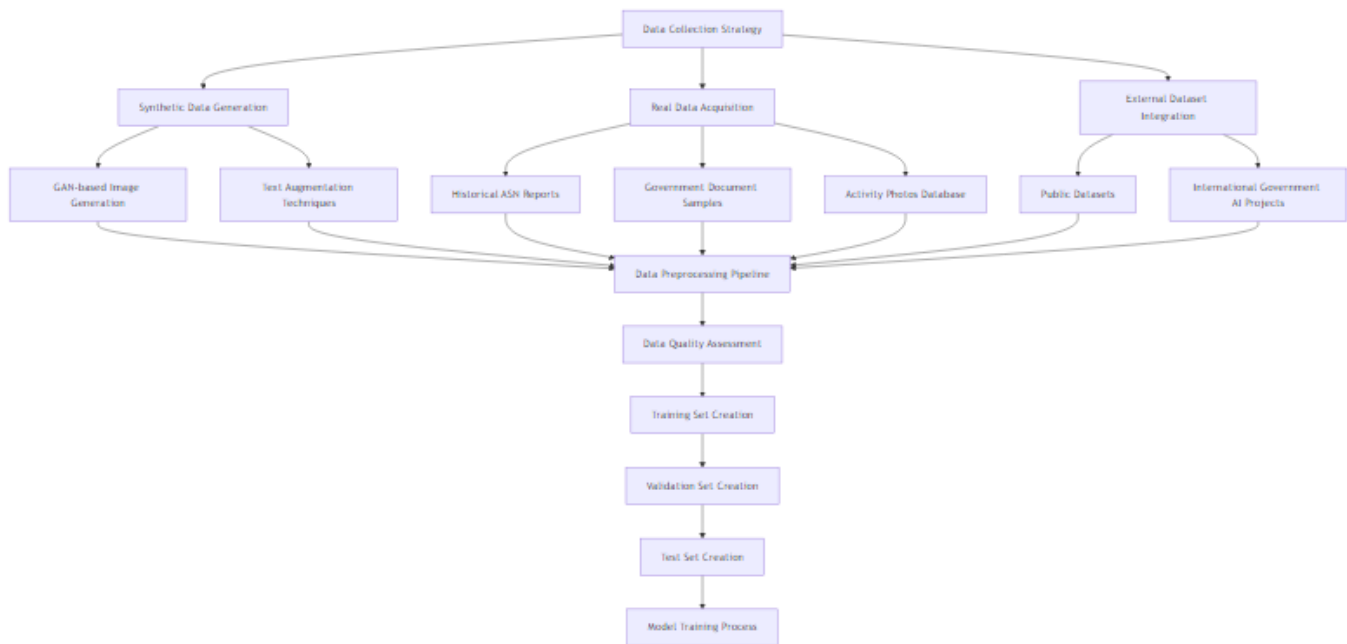 Data Collection Strategy
Synthetic Data Generation
Real Data Acquisition
External Dataset
Integration
GAN-based Image
Generation
Text Augmentation
Techniques
Historical ASN Reports
Government Document
Samples
Activity Photos Database
Public Datasets
International Government
AI Projects
Data Preprocessing Pipeline
Data Quality Assessment
Training Set Creation
Validation Set Creation
Test Set Creation
Model Training Process